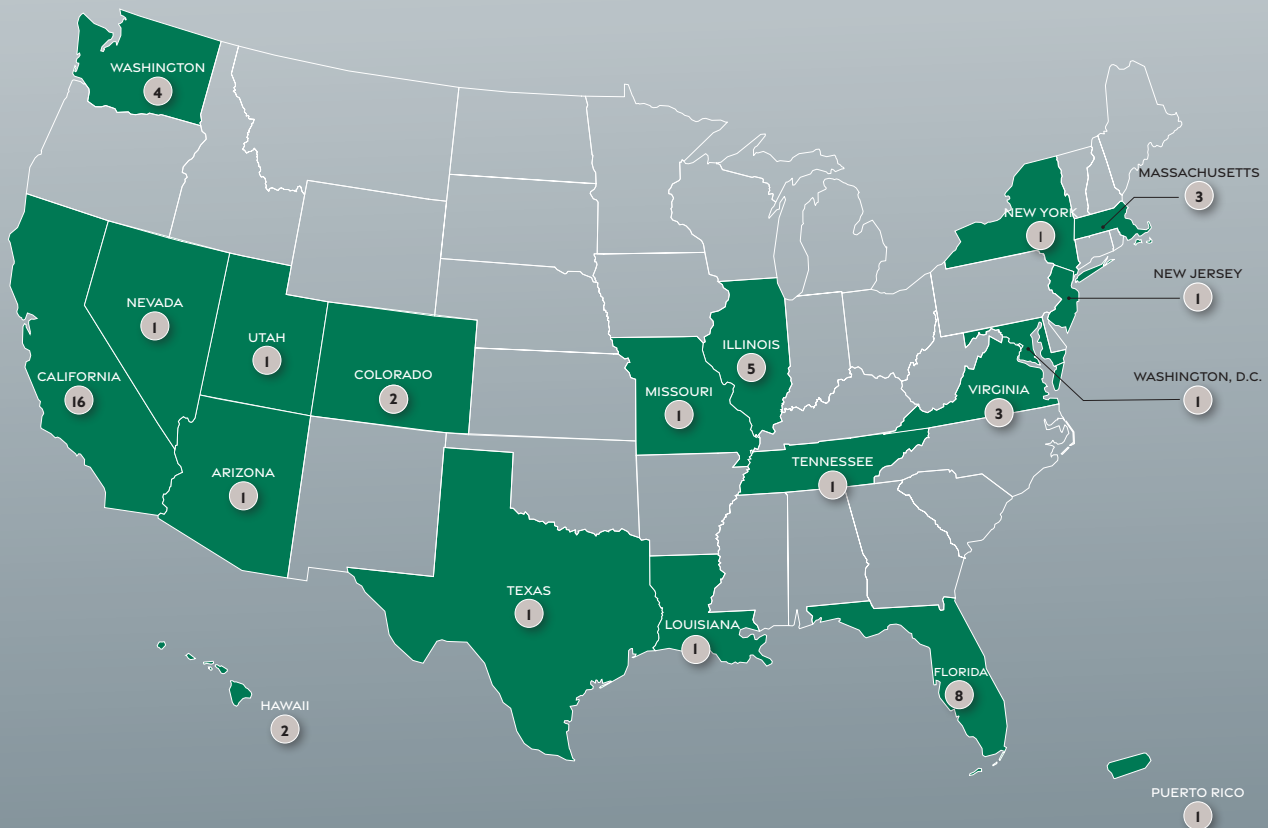 WASHINGTON
4
MASSACHUSETTS
3
NEW YORK
1
NEW JERSEY
1
NEVADA
1
UTAH
1
ILLINOIS
5
COLORADO
2
CALIFORNIA
16
MISSOURI
1
VIRGINIA
3
WASHINGTON, D.C.
1
TENNESSEE
1
ARIZONA
1
TEXAS
1
LOUISIANA
1
FLORIDA
8
HAWAII
2
PUERTO RICO
1